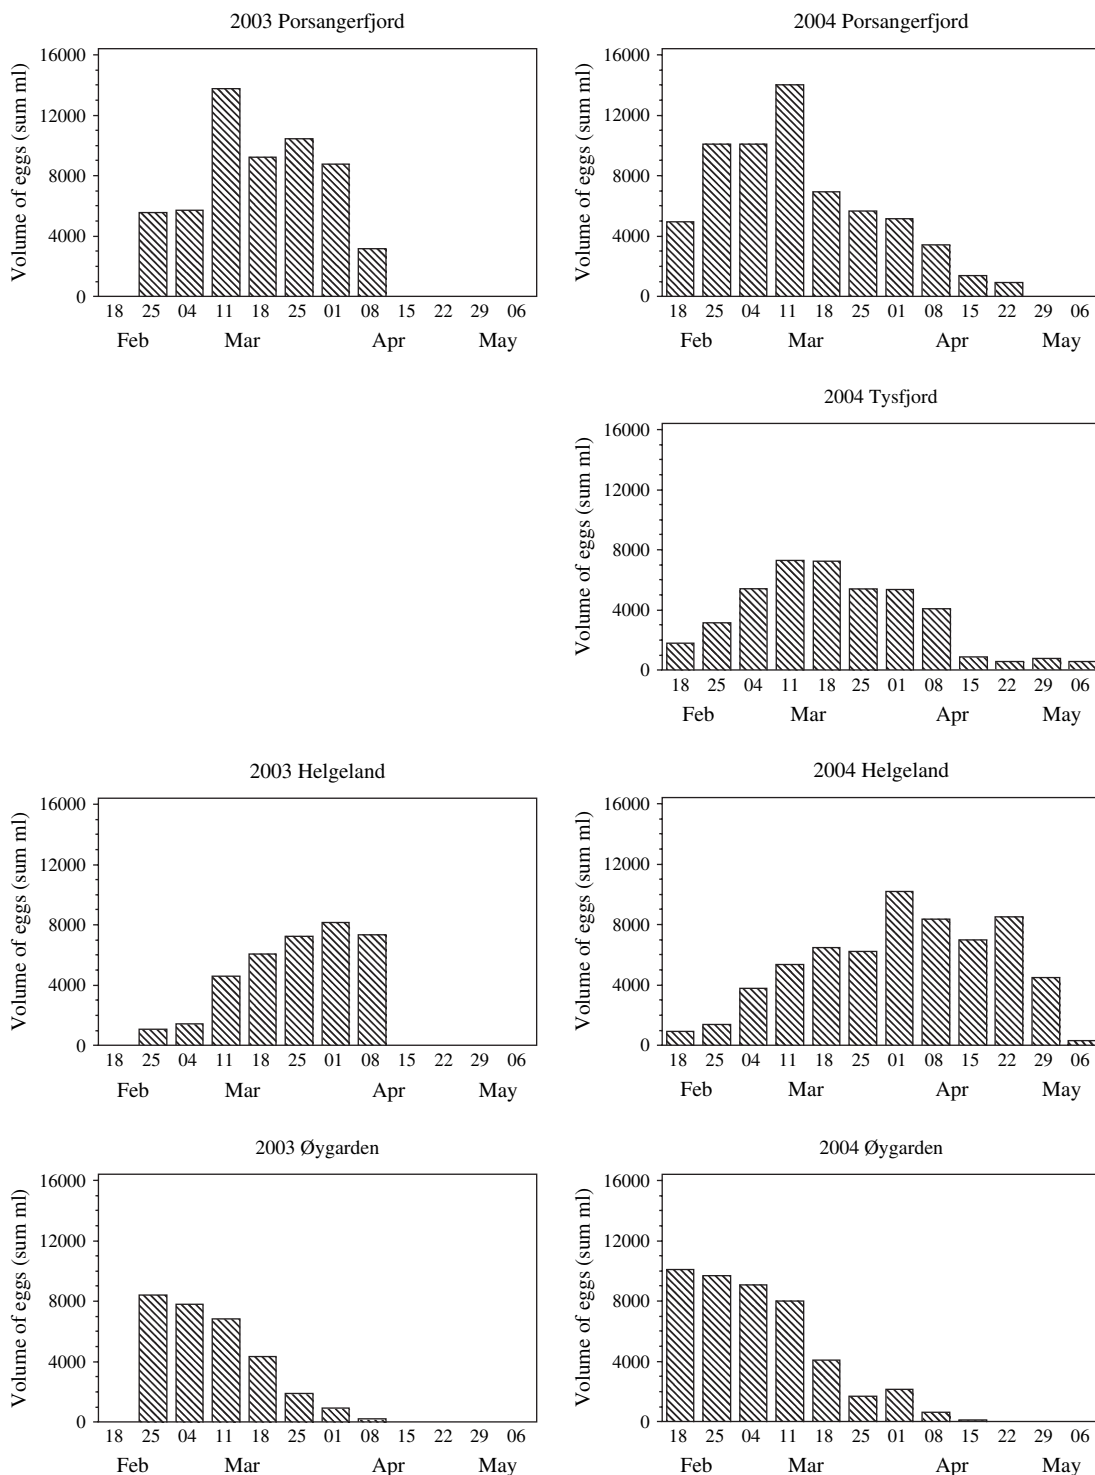 2003 Porsangerfjord
Volume of eggs (sum ml)
16000
12000
8000
4000
0
18 25 04 11 18 25 01 08 15 22 29 06
Feb Mar Apr May
2004 Porsangerfjord
Volume of eggs (sum ml)
16000
12000
8000
4000
0
18 25 04 11 18 25 01 08 15 22 29 06
Feb Mar Apr May
2004 Tysfjord
Volume of eggs (sum ml)
16000
12000
8000
4000
0
18 25 04 11 18 25 01 08 15 22 29 06
Feb Mar Apr May
2003 Helgeland
Volume of eggs (sum ml)
16000
12000
8000
4000
0
18 25 04 11 18 25 01 08 15 22 29 06
Feb Mar Apr May
2004 Helgeland
Volume of eggs (sum ml)
16000
12000
8000
4000
0
18 25 04 11 18 25 01 08 15 22 29 06
Feb Mar Apr May
2003 Øygarden
Volume of eggs (sum ml)
16000
12000
8000
4000
0
18 25 04 11 18 25 01 08 15 22 29 06
Feb Mar Apr May
2004 Øygarden
Volume of eggs (sum ml)
16000
12000
8000
4000
0
18 25 04 11 18 25 01 08 15 22 29 06
Feb Mar Apr May